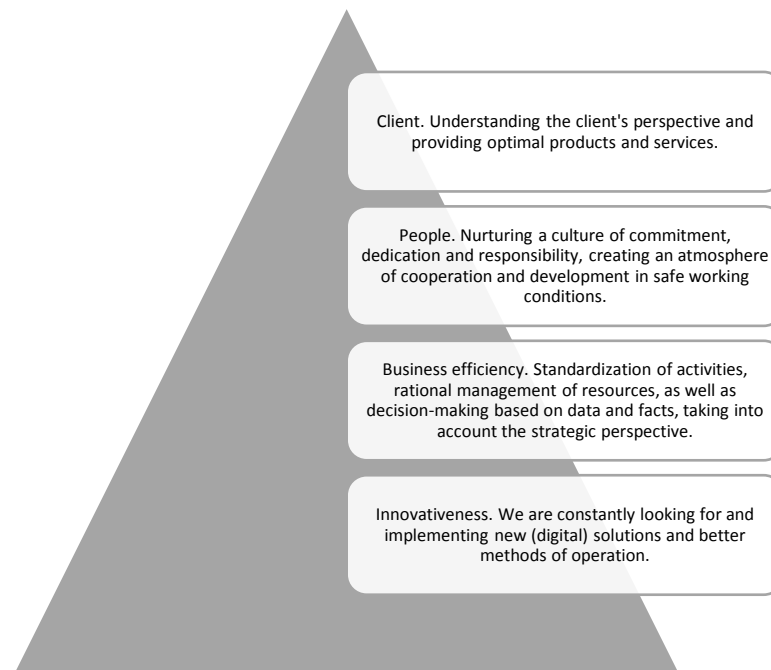 Client. Understanding the client's perspective and
providing optimal products and services.
People. Nurturing a culture of commitment,
dedication and responsibility, creating an atmosphere
of cooperation and development in safe working
conditions.
Business efficiency. Standardization of activities,
rational management of resources, as well as
decision-making based on data and facts, taking into
account the strategic perspective.
Innovativeness. We are constantly looking for and
implementing new (digital) solutions and better
methods of operation.